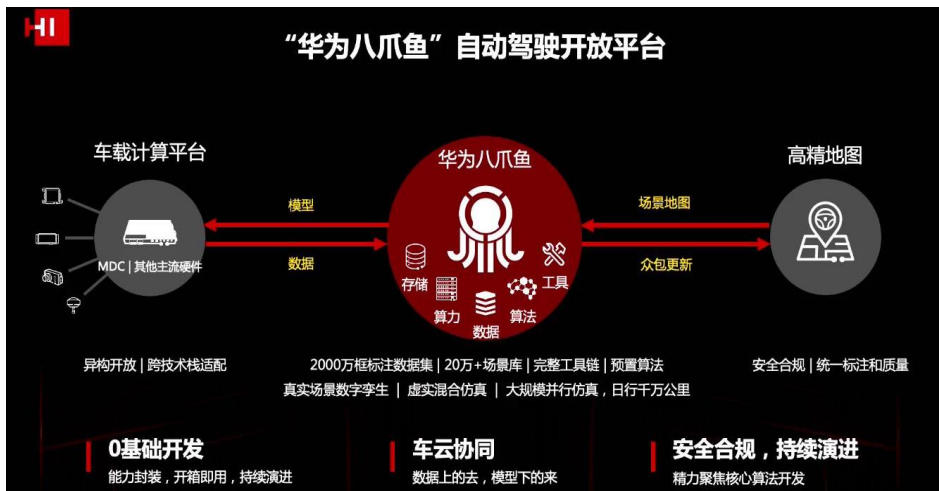 HI
“华为八爪鱼”自动驾驶开放平台
车载计算平台
华为八爪鱼
高精地图
模型
场景地图
MDC | 其他主流硬件
数据
众包更新
存储
工具
算力
算法
数据
异构开放 | 跨技术栈适配
2000万框标注数据集 | 20万+场景库 | 完整工具链 | 预置算法
安全合规 | 统一标注和质量
真实场景数字孪生 | 虚实混合仿真 | 大规模并行仿真，日行千万公里
0基础开发
车云协同
安全合规，持续演进
能力封装，开箱即用，持续演进
数据上的去，模型下的来
精力聚焦核心算法开发